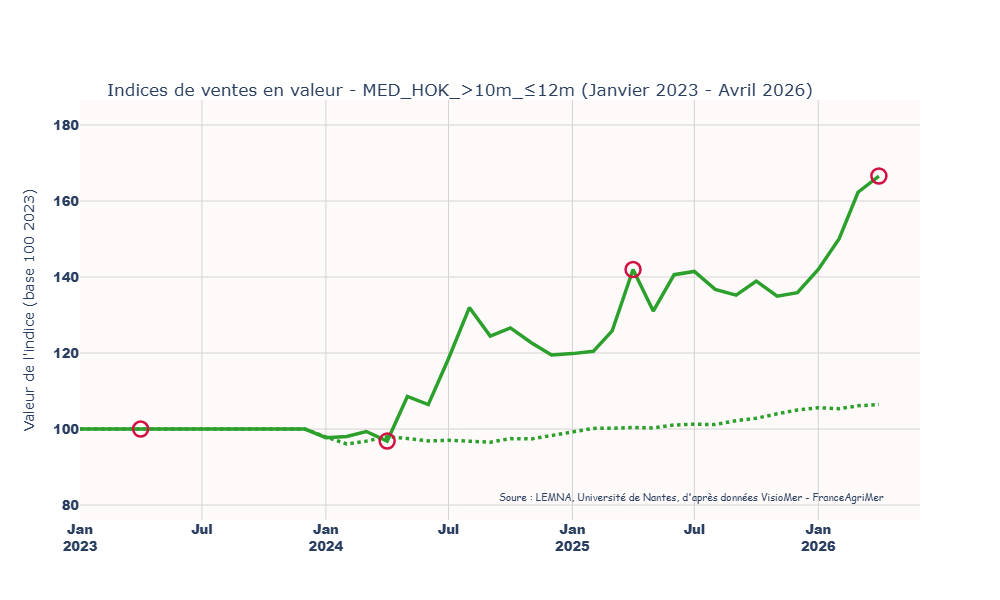 Indices de ventes en valeur - MED_HOK_>10m_≤12m (Janvier 2023 - Avril 2026)
Valeur de l'indice (base 100 2023)
180
160
140
120
100
80
Soure : LEMNA, Université de Nantes, d'après données VisioMer - FranceAgriMer
Jan Jul Jan Jul Jan Jul Jan
2023 2024 2025 2026